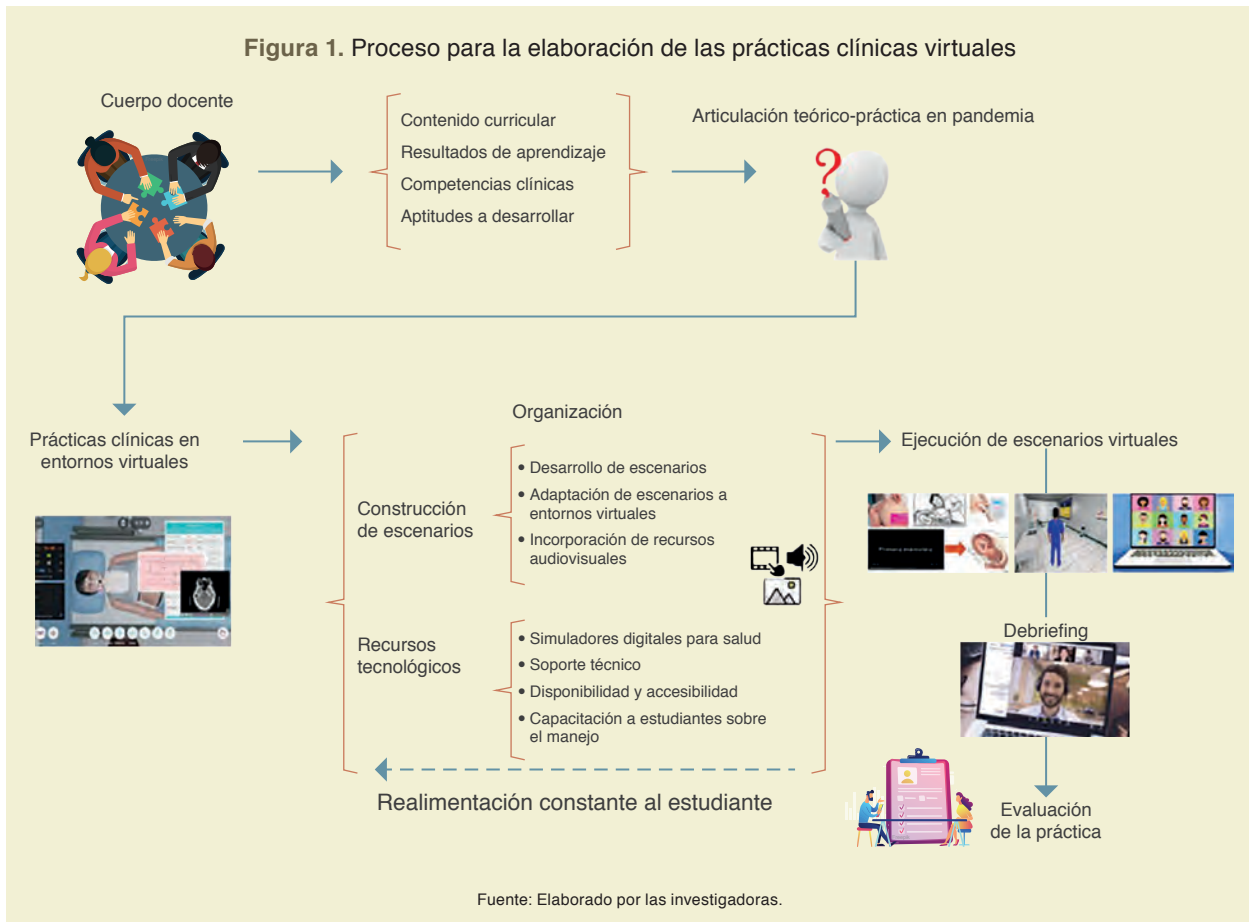 Figura 1. Proceso para la elaboración de las prácticas clínicas virtuales
Cuerpo docente
Contenido curricular
Resultados de aprendizaje
Competencias clínicas
Aptitudes a desarrollar
Articulación teórico-práctica en pandemia
Prácticas clínicas en
entornos virtuales
Organización
Construcción
de escenarios
• Desarrollo de escenarios
• Adaptación de escenarios a
entornos virtuales
• Incorporación de recursos
audiovisuales
Recursos
tecnológicos
• Simuladores digitales para salud
• Soporte técnico
• Disponibilidad y accesibilidad
• Capacitación a estudiantes sobre
el manejo
Realimentación constante al estudiante
Ejecución de escenarios virtuales
Debriefing
Evaluación
de la práctica
Fuente: Elaborado por las investigadoras.